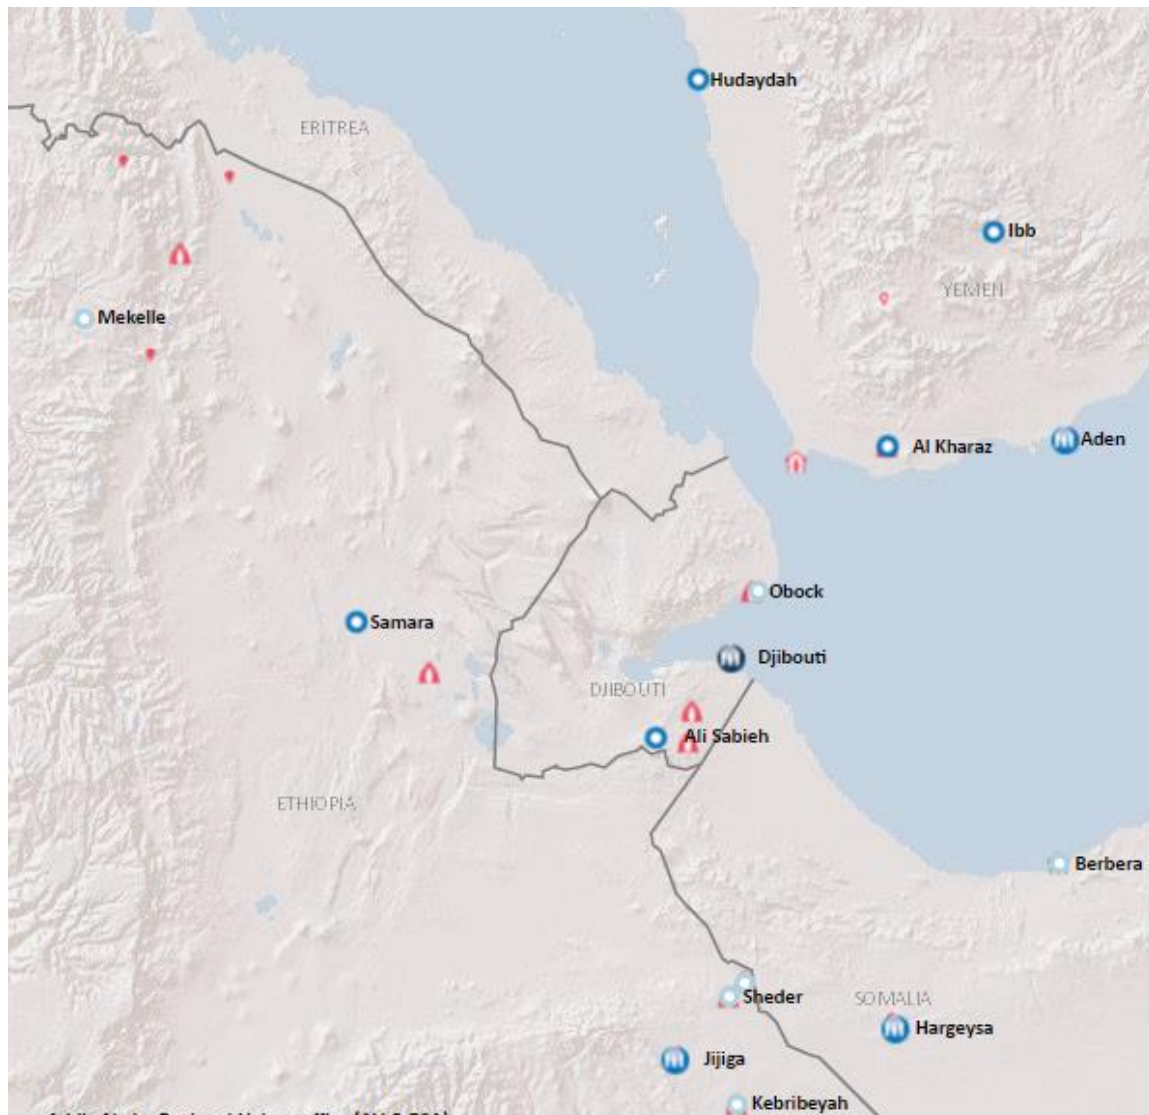 Hudaydah
ERITREA
Ibb
YEMEN
Mekelle
Al Kharaz
Aden
Obock
Samara
Djibouti
DJIBOUTI
Ali Sabieh
ETHIOPIA
Berbera
Sheder
SOMALIA
Hargeysa
Jijiga
Kebribeyah